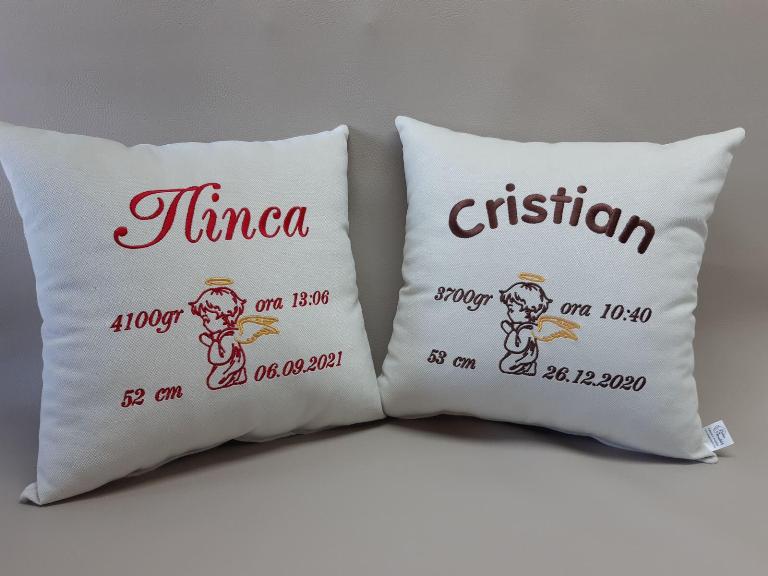 Ninca
4100gr ora 13:06
52 cm 06.09.2021
Cristian
3700gr ora 10:40
53 cm 26.12.2020